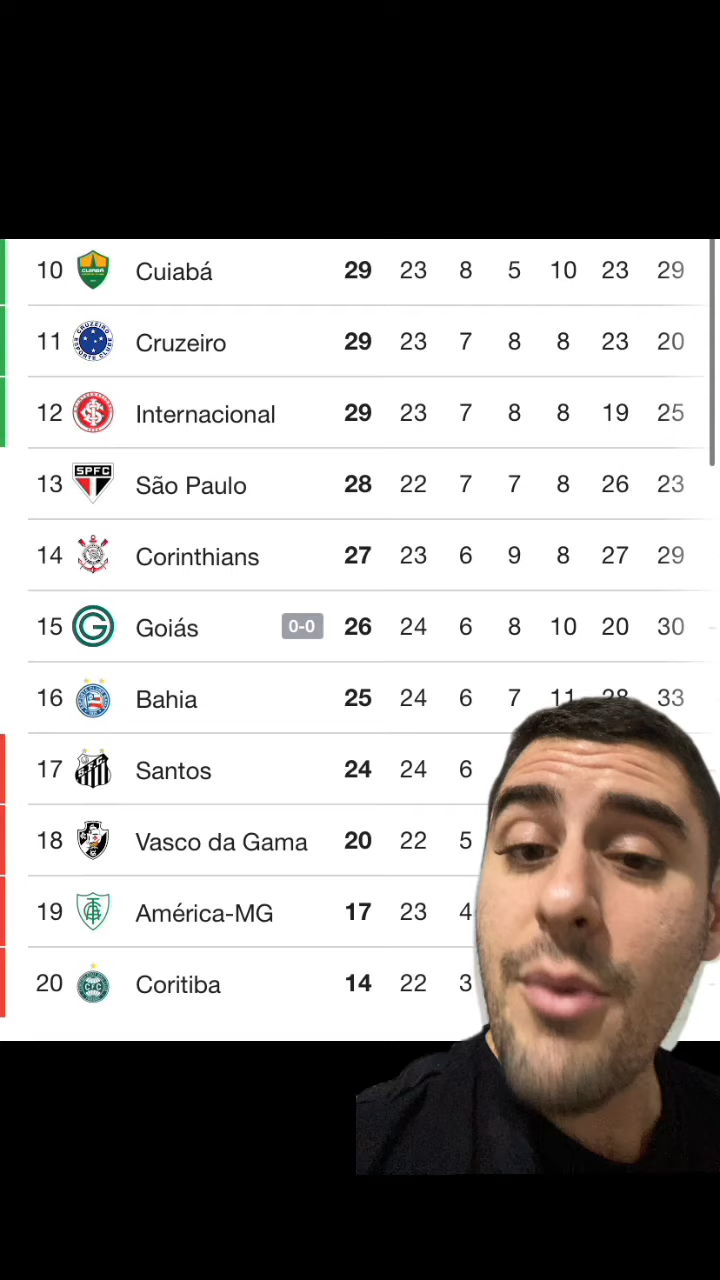 10 Cuiabá 29 23 8 5 10 23 29
11 Cruzeiro 29 23 7 8 8 23 20
12 Internacional 29 23 7 8 8 19 25
SPFC
13 São Paulo 28 22 7 7 8 26 23
14 Corinthians 27 23 6 9 8 27 29
15 Goiás 0-0 26 24 6 8 10 20 30
16 Bahia 25 24 6 7 11 28 33
17 Santos 24 24 6
18 Vasco da Gama 20 22 5
19 América-MG 17 23 4
20 Coritiba 14 22 3